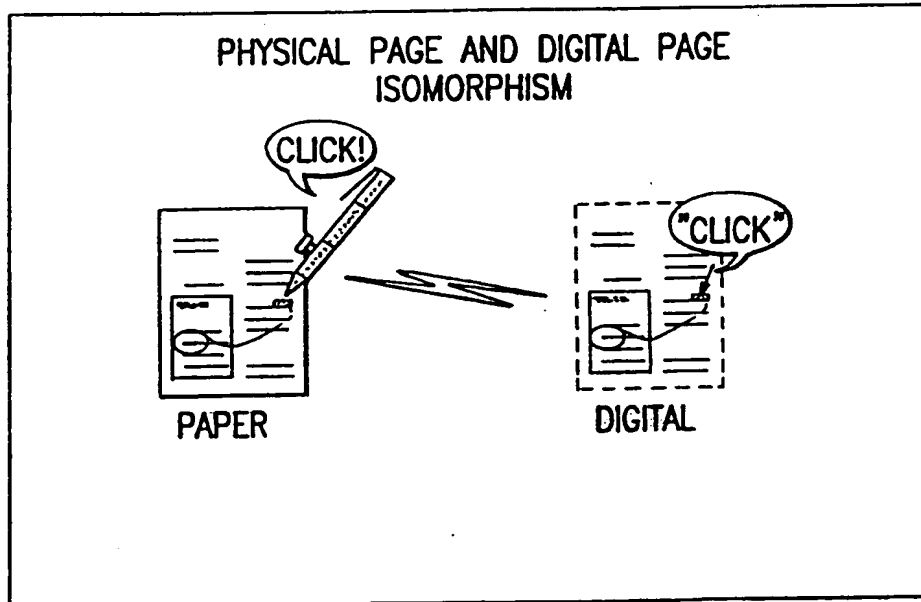 PHYSICAL PAGE AND DIGITAL PAGE
ISOMORPHISM
CLICK!
"CLICK"
PAPER
DIGITAL